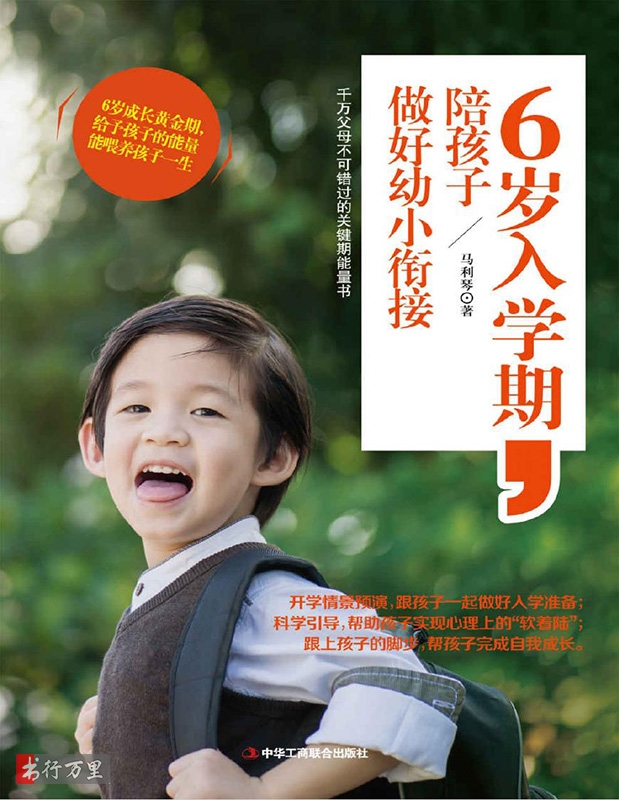 6岁成长黄金期,
给予孩子的能量
能喂养孩子一生
6岁入学期,
陪孩子
做好幼小衔接
马利琴 著
千万父母不可错过的关键期能量书
开学情景预演,跟孩子一起做好入学准备;
科学引导,帮助孩子实现心理上的“软着陆”;
跟上孩子的脚步,帮孩子完成自我成长。
中华工商联合出版社
书行万里